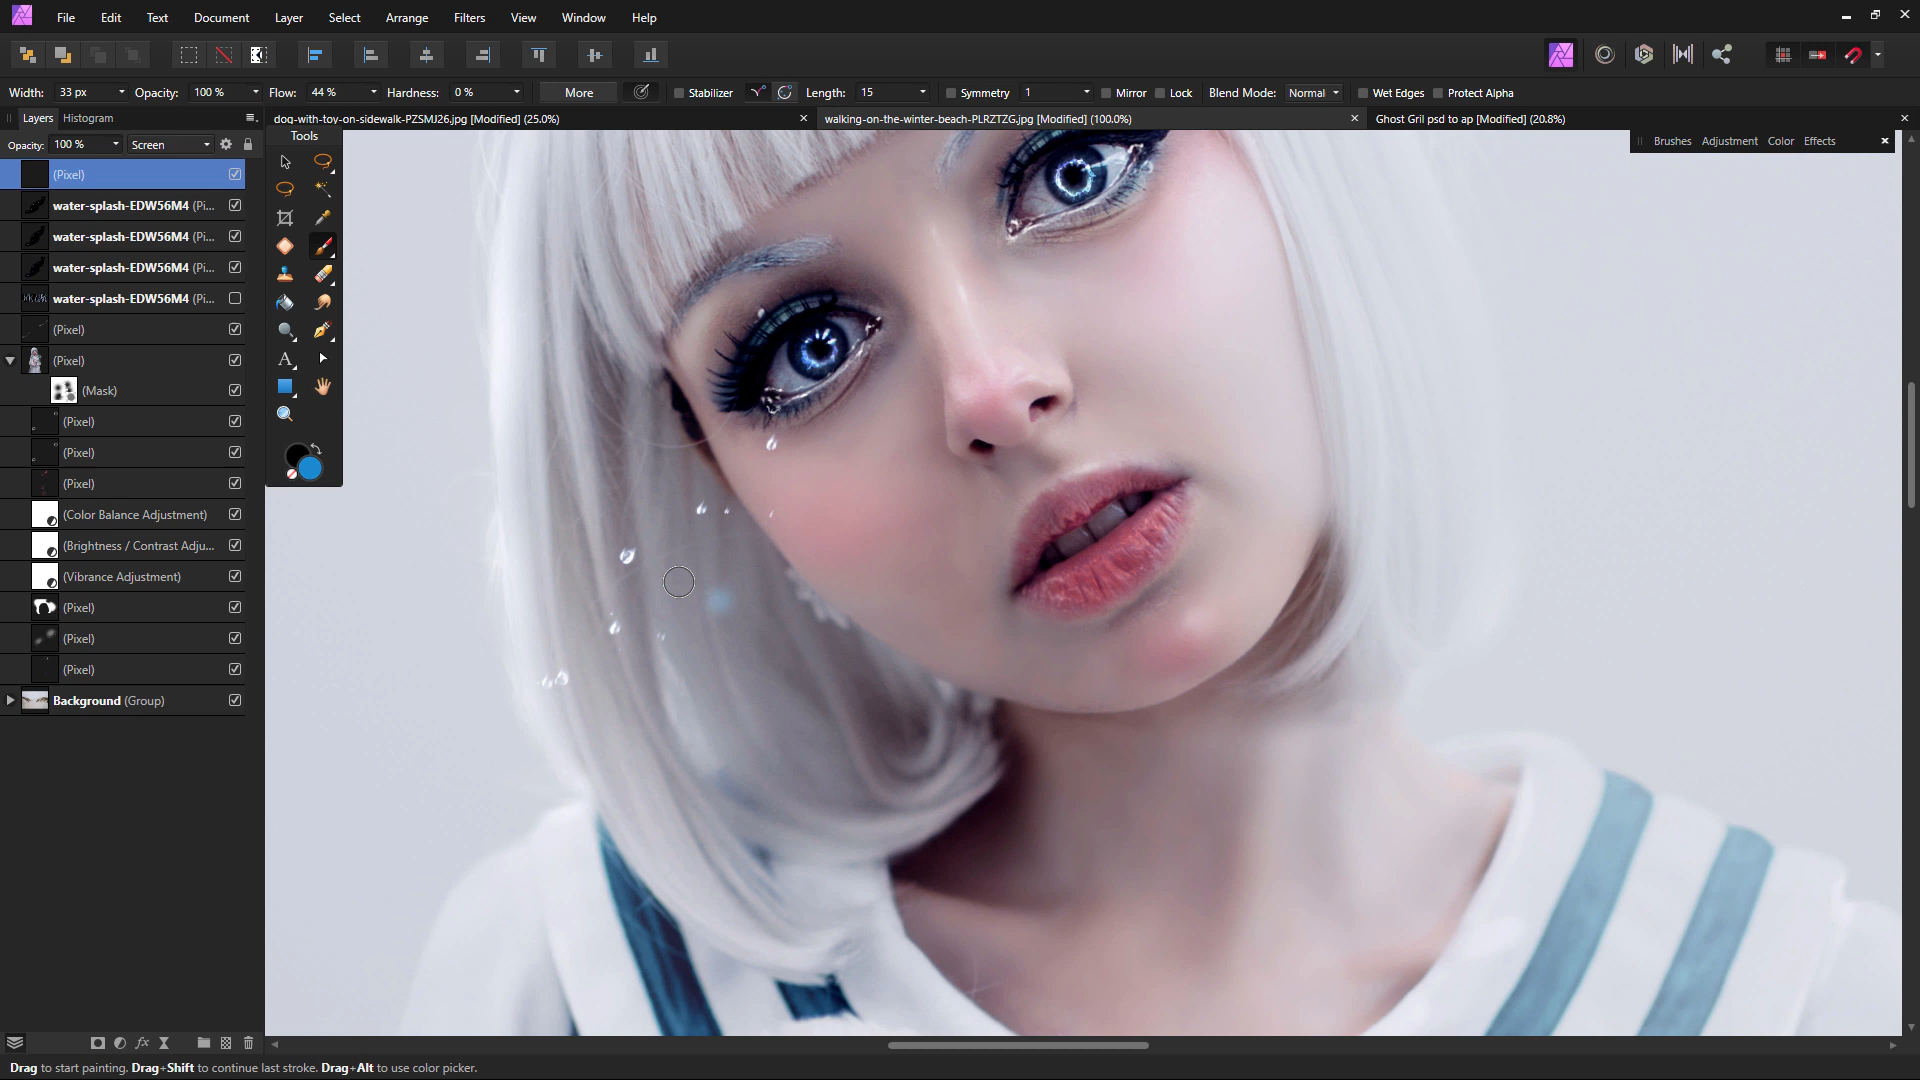 File Edit Text Document Layer Select Arrange Filters View Window Help
Width: 33 px Opacity: 100 % Flow: 44 % Hardness: 0 % More Stabilizer Length: 15 Symmetry 1 Mirror Lock Blend Mode: Normal Wet Edges Protect Alpha
Layers Histogram
dog-with-toy-on-sidewalk-PZSMJ26.jpg [Modified] (25.0%)
walking-on-the-winter-beach-PLRZTZG.jpg [Modified] (100.0%)
Ghost Gril psd to ap [Modified] (20.8%)
Tools
Brushes Adjustment Color Effects
Opacity: 100 % Screen
(Pixel)
water-splash-EDW56M4 (Pi...
water-splash-EDW56M4 (Pi...
water-splash-EDW56M4 (Pi...
water-splash-EDW56M4 (Pi...
(Pixel)
(Pixel)
(Mask)
(Pixel)
(Pixel)
(Pixel)
(Color Balance Adjustment)
(Brightness / Contrast Adju...
(Vibrance Adjustment)
(Pixel)
(Pixel)
(Pixel)
Background (Group)
A
fx
Drag to start painting. Drag+Shift to continue last stroke. Drag+Alt to use color picker.